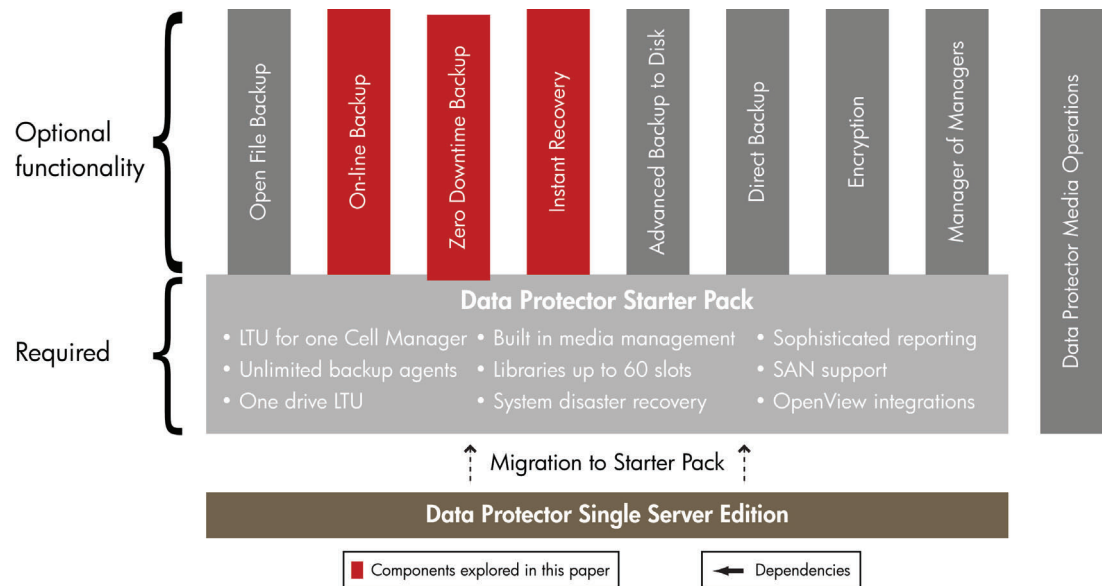 Optional
functionality
Open File Backup
On-line Backup
Zero Downtime Backup
Instant Recovery
Advanced Backup to Disk
Direct Backup
Encryption
Manager of Managers
Data Protector Media Operations
Required
Data Protector Starter Pack
• LTU for one Cell Manager
• Unlimited backup agents
• One drive LTU
• Built in media management
• Libraries up to 60 slots
• System disaster recovery
• Sophisticated reporting
• SAN support
• OpenView integrations
Migration to Starter Pack
Data Protector Single Server Edition
Components explored in this paper
Dependencies